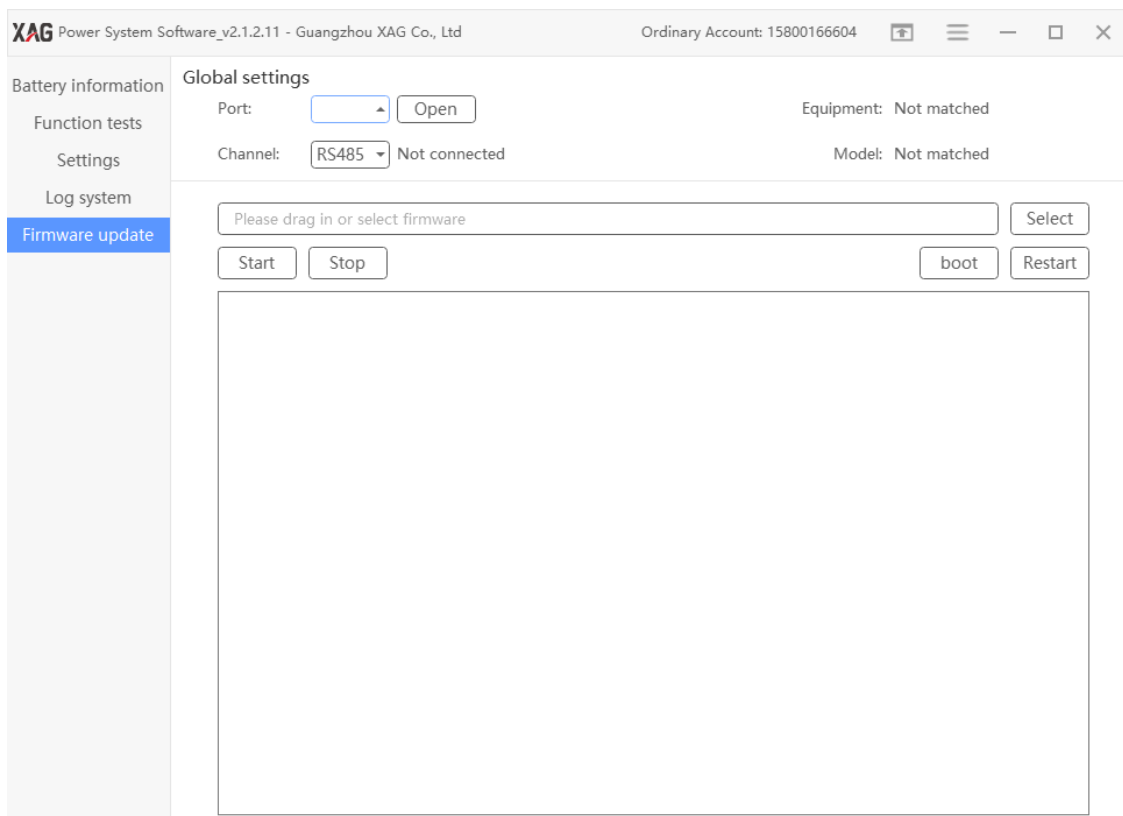 XAG Power System Software_v2.1.2.11 - Guangzhou XAG Co., Ltd Ordinary Account: 15800166604
Battery information
Function tests
Settings
Log system
Firmware update
Global settings
Port: Open Equipment: Not matched
Channel: RS485 Not connected Model: Not matched
Please drag in or select firmware Select
Start Stop boot Restart